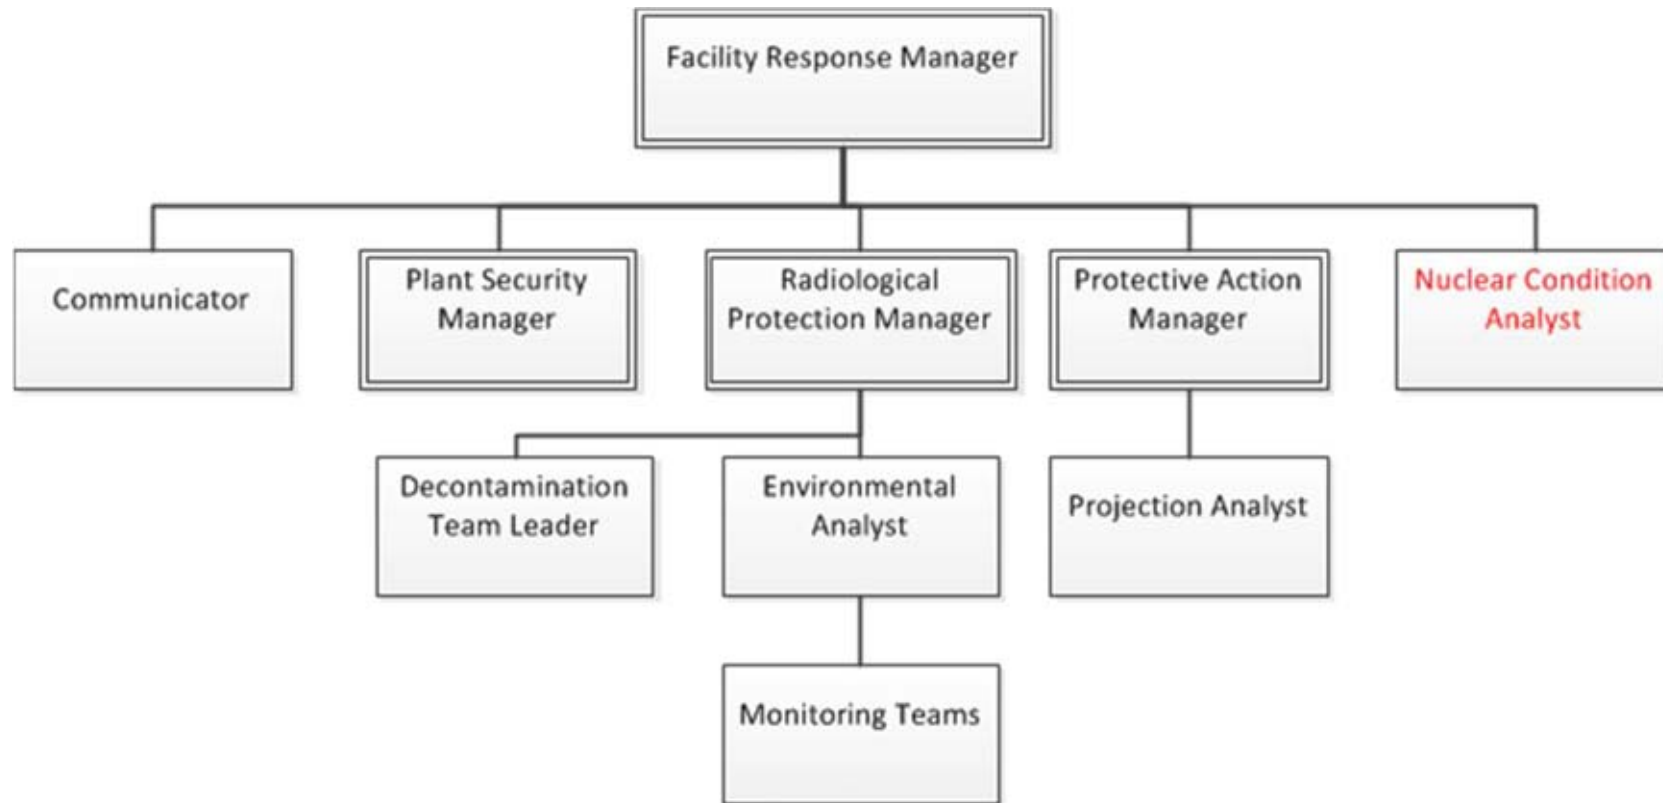 Facility Response Manager
Communicator
Plant Security
Manager
Radiological
Protection Manager
Protective Action
Manager
Nuclear Condition
Analyst
Decontamination
Team Leader
Environmental
Analyst
Projection Analyst
Monitoring Teams